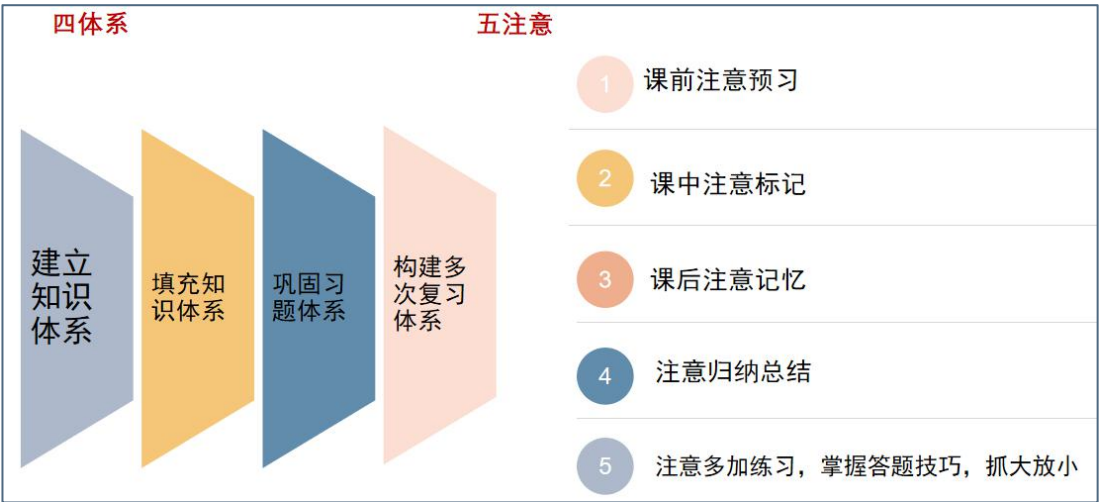 四体系
五注意
建立
知识
体系
填充知
识体系
巩固习
题体系
构建多
次复习
体系
1
课前注意预习
2
课中注意标记
3
课后注意记忆
4
注意归纳总结
5
注意多加练习，掌握答题技巧，抓大放小